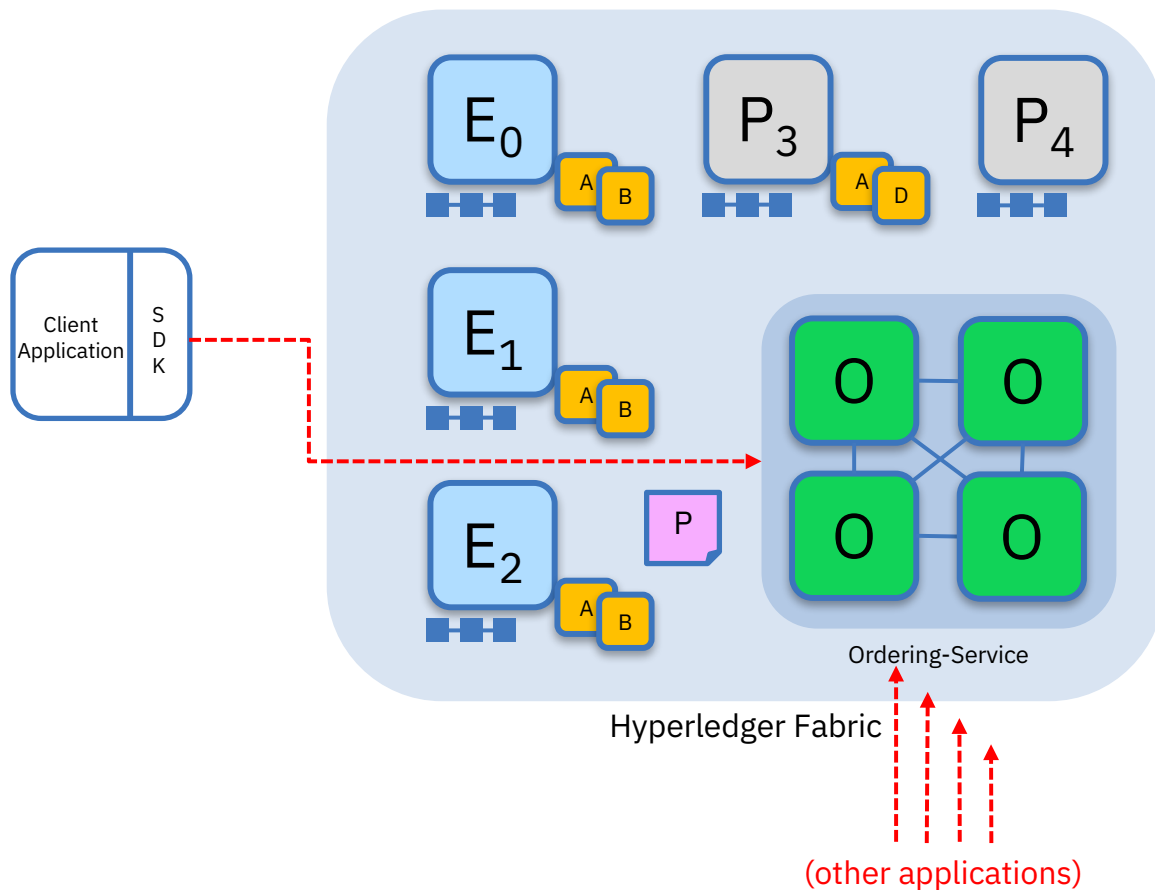 E0
P3
P4
A
B
A
D
Client
Application
S
D
K
E1
A
B
O
O
E2
P
O
O
A
B
Ordering-Service
Hyperledger Fabric
(other applications)